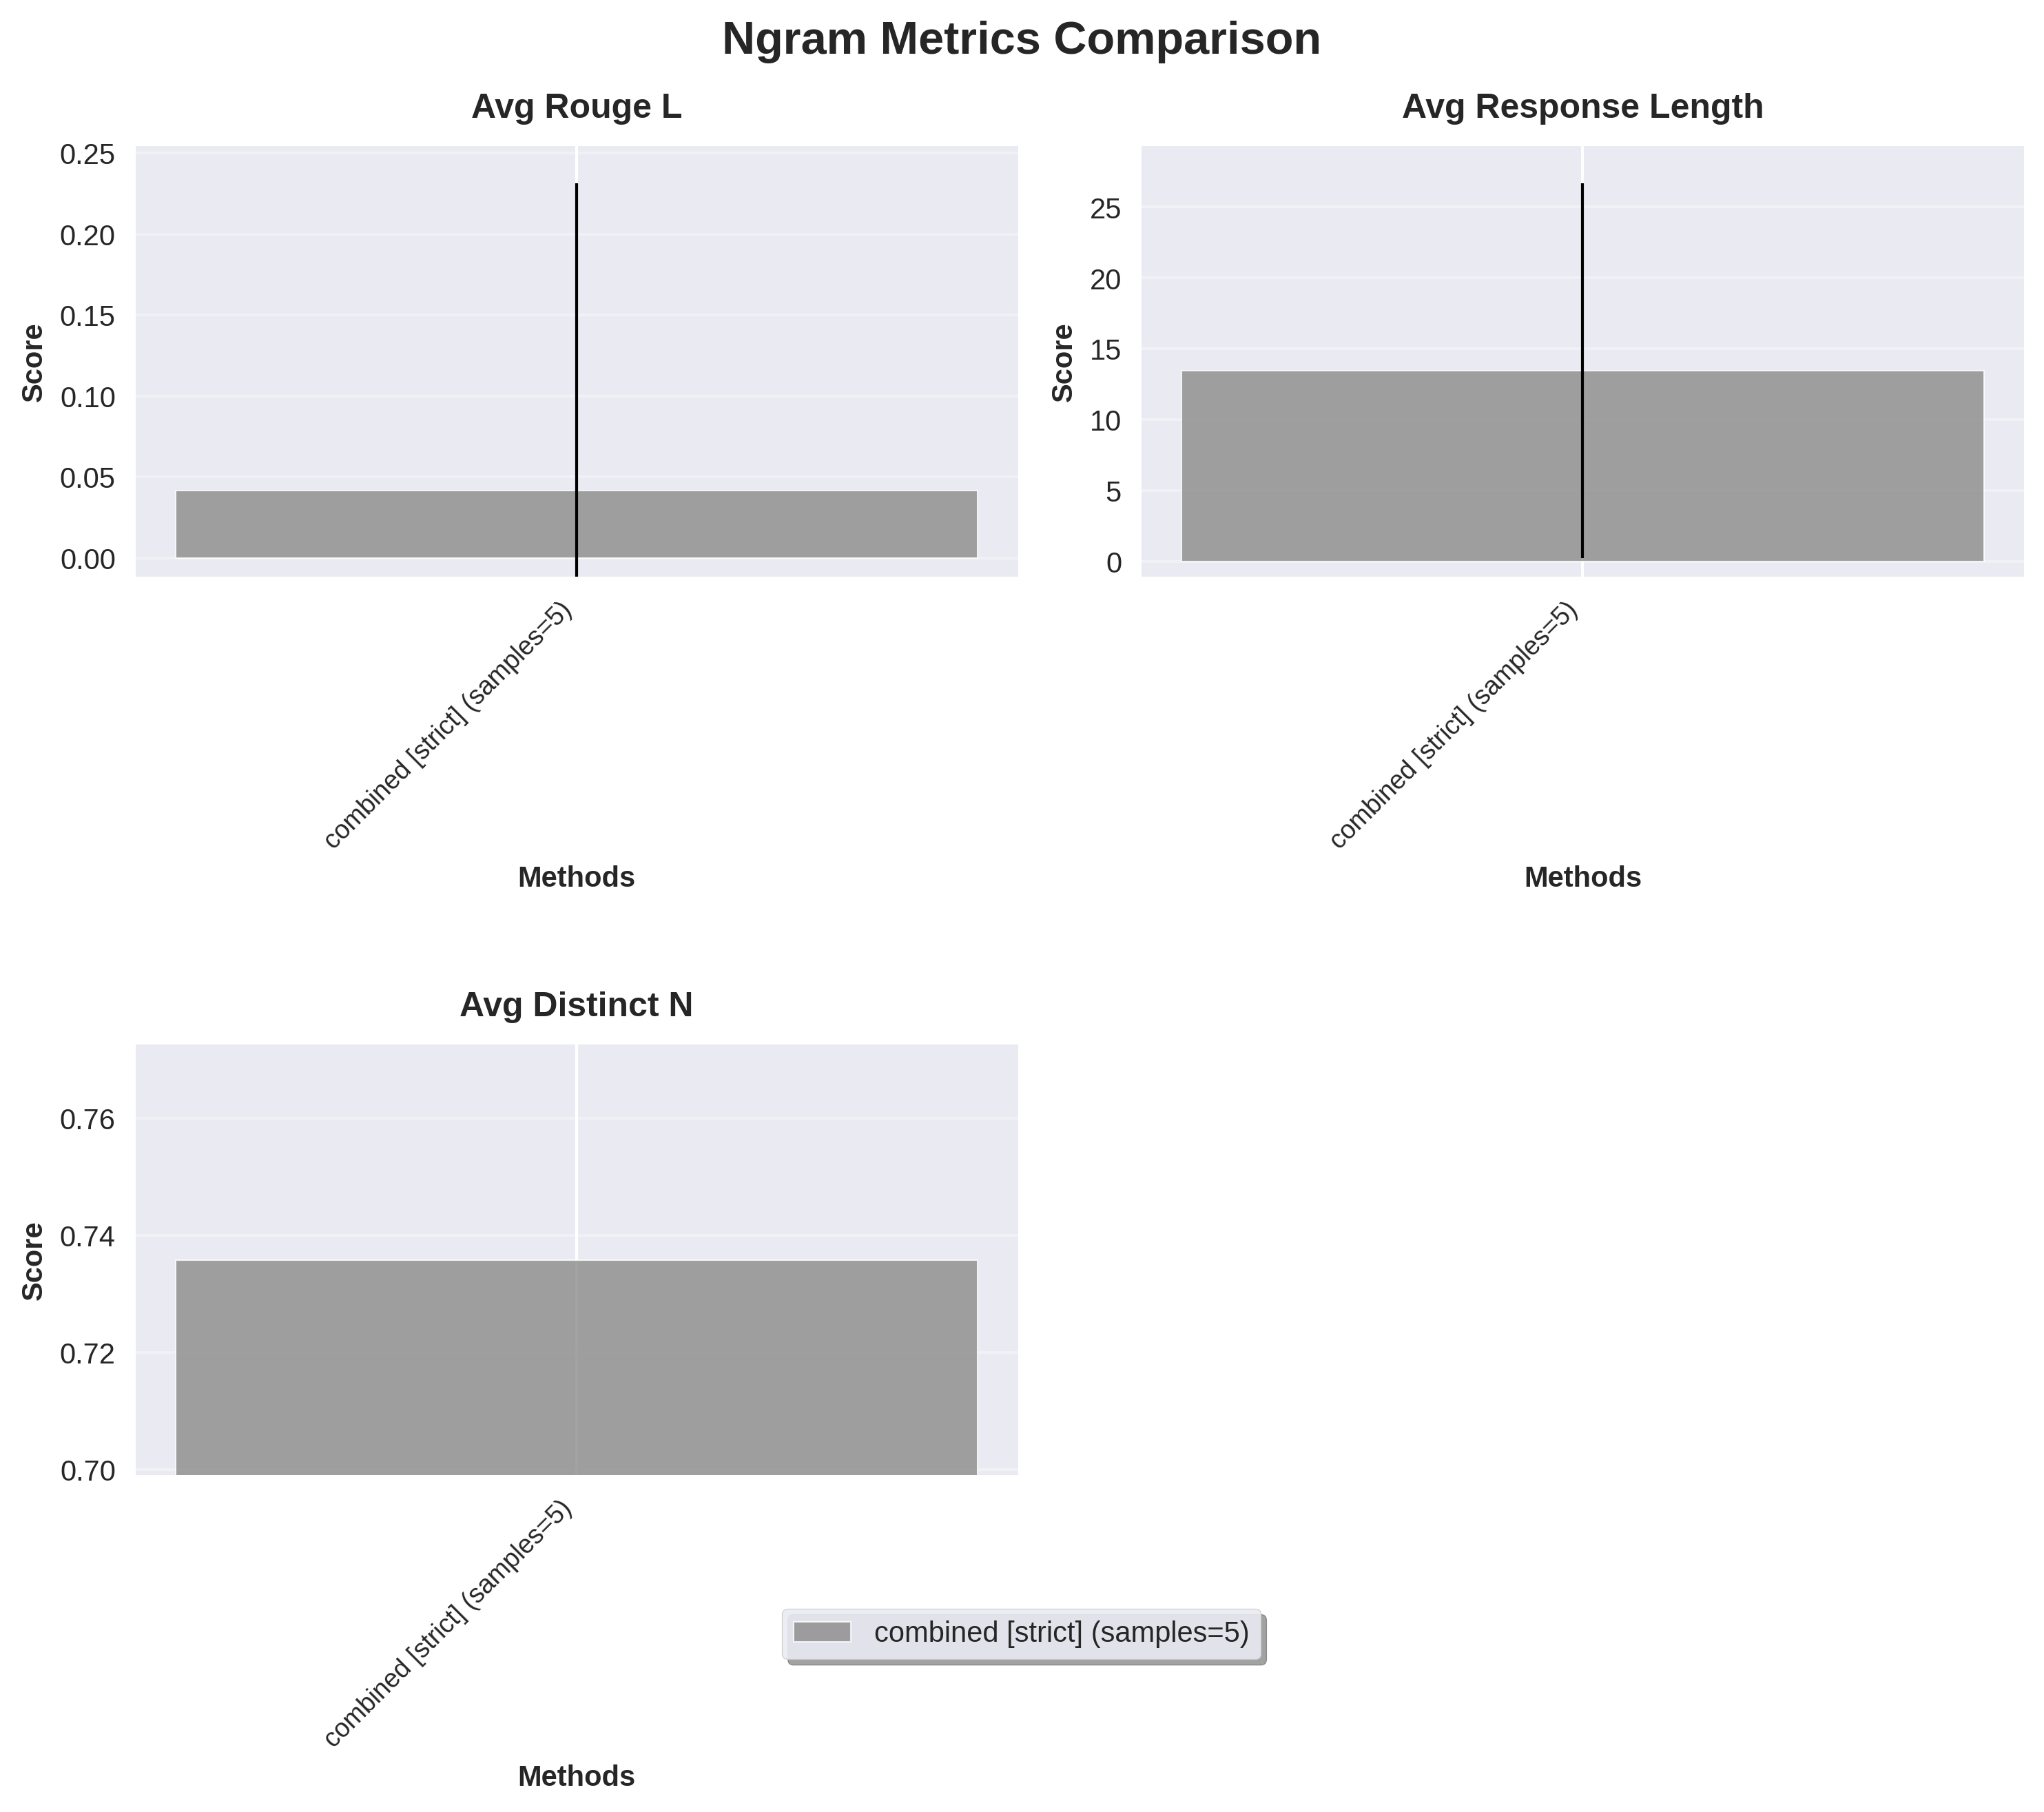 Ngram Metrics Comparison
Avg Rouge L
Score
0.25
0.20
0.15
0.10
0.05
0.00
combined [strict] (samples=5)
Methods
Avg Response Length
Score
25
20
15
10
5
0
combined [strict] (samples=5)
Methods
Avg Distinct N
Score
0.76
0.74
0.72
0.70
combined [strict] (samples=5)
Methods
combined [strict] (samples=5)